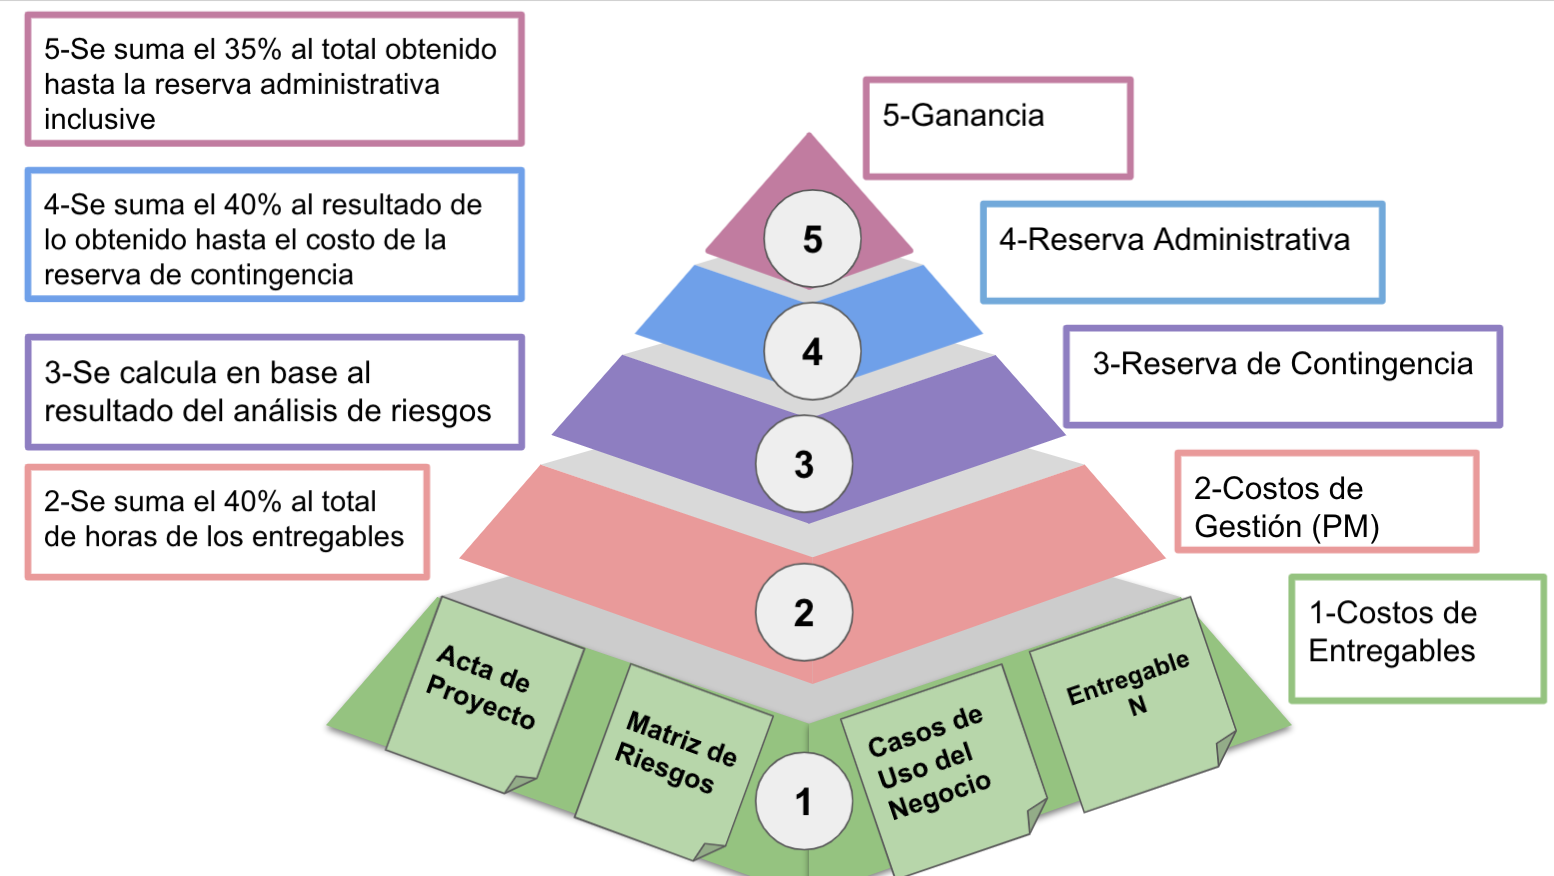 5-Se suma el 35% al total obtenido
hasta la reserva administrativa
inclusive
5-Ganancia
4-Se suma el 40% al resultado de
lo obtenido hasta el costo de la
reserva de contingencia
4-Reserva Administrativa
3-Se calcula en base al
resultado del análisis de riesgos
3-Reserva de Contingencia
2-Se suma el 40% al total
de horas de los entregables
2-Costos de
Gestión (PM)
1-Costos de
Entregables
5
4
3
2
1
Acta de
Proyecto
Matriz de
Riesgos
Casos de
Uso del
Negocio
Entregable
N